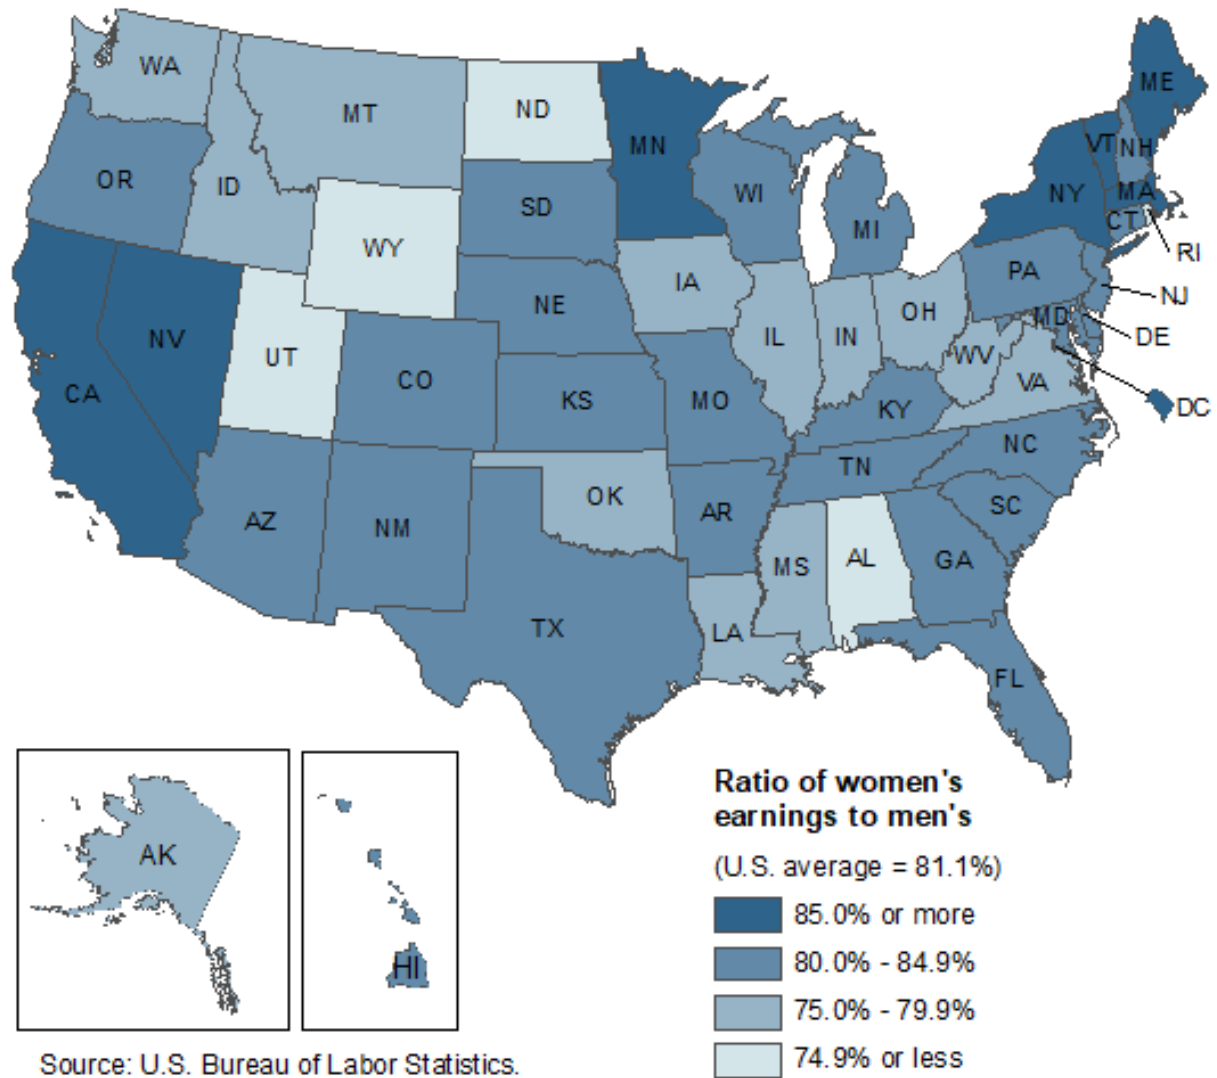 WA
MT
ND
MN
ME
VT
NH
OR
ID
SD
WI
NY
MA
MI
CT
WY
RI
IA
PA
NE
NJ
OH
MD
NV
UT
IL
IN
DE
WV
CO
VA
CA
KS
MO
KY
DC
NC
TN
OK
AR
SC
AZ
NM
MS
AL
GA
TX
LA
FL
AK
HI
Ratio of women's
earnings to men's
(U.S. average = 81.1%)
85.0% or more
80.0% - 84.9%
75.0% - 79.9%
74.9% or less
Source: U.S. Bureau of Labor Statistics.